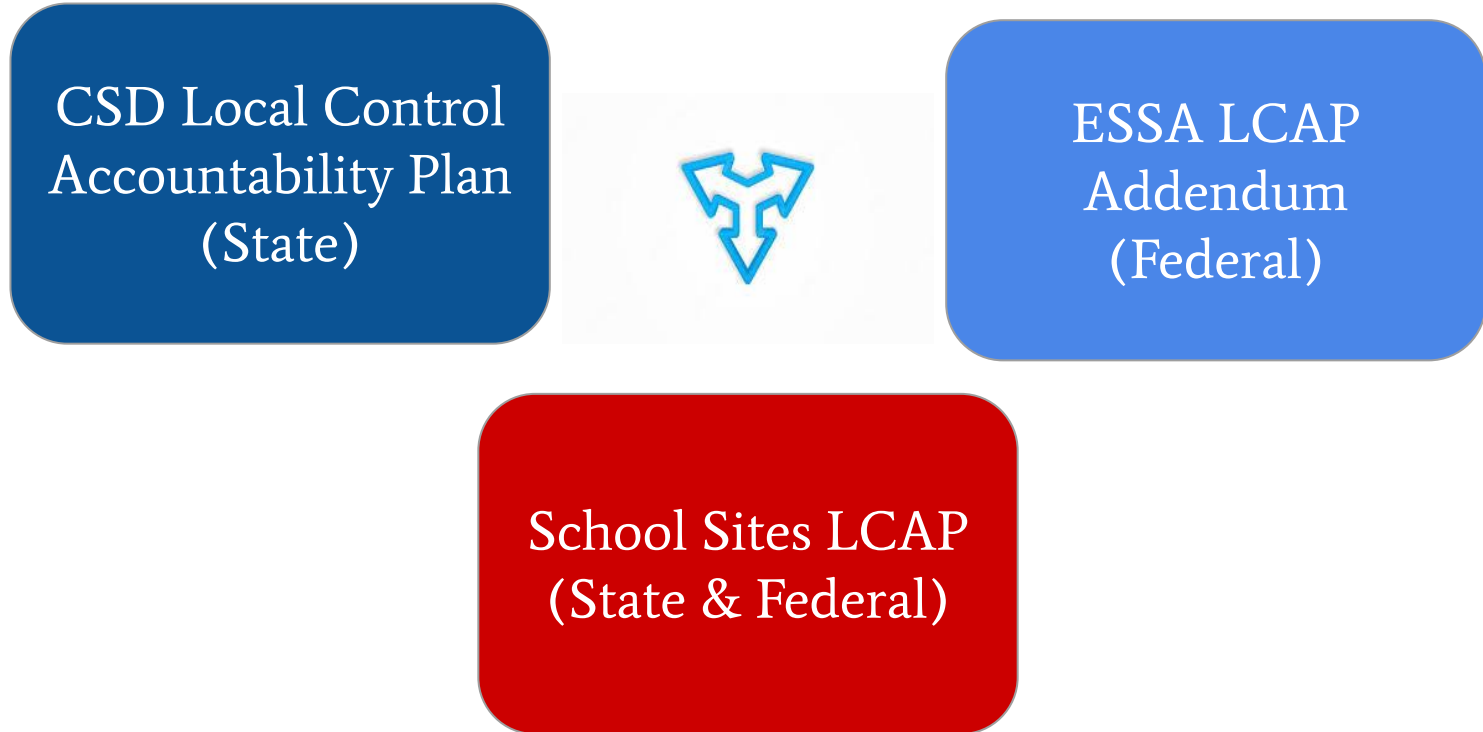 CSD Local Control
Accountability Plan
(State)
ESSA LCAP
Addendum
(Federal)
School Sites LCAP
(State & Federal)